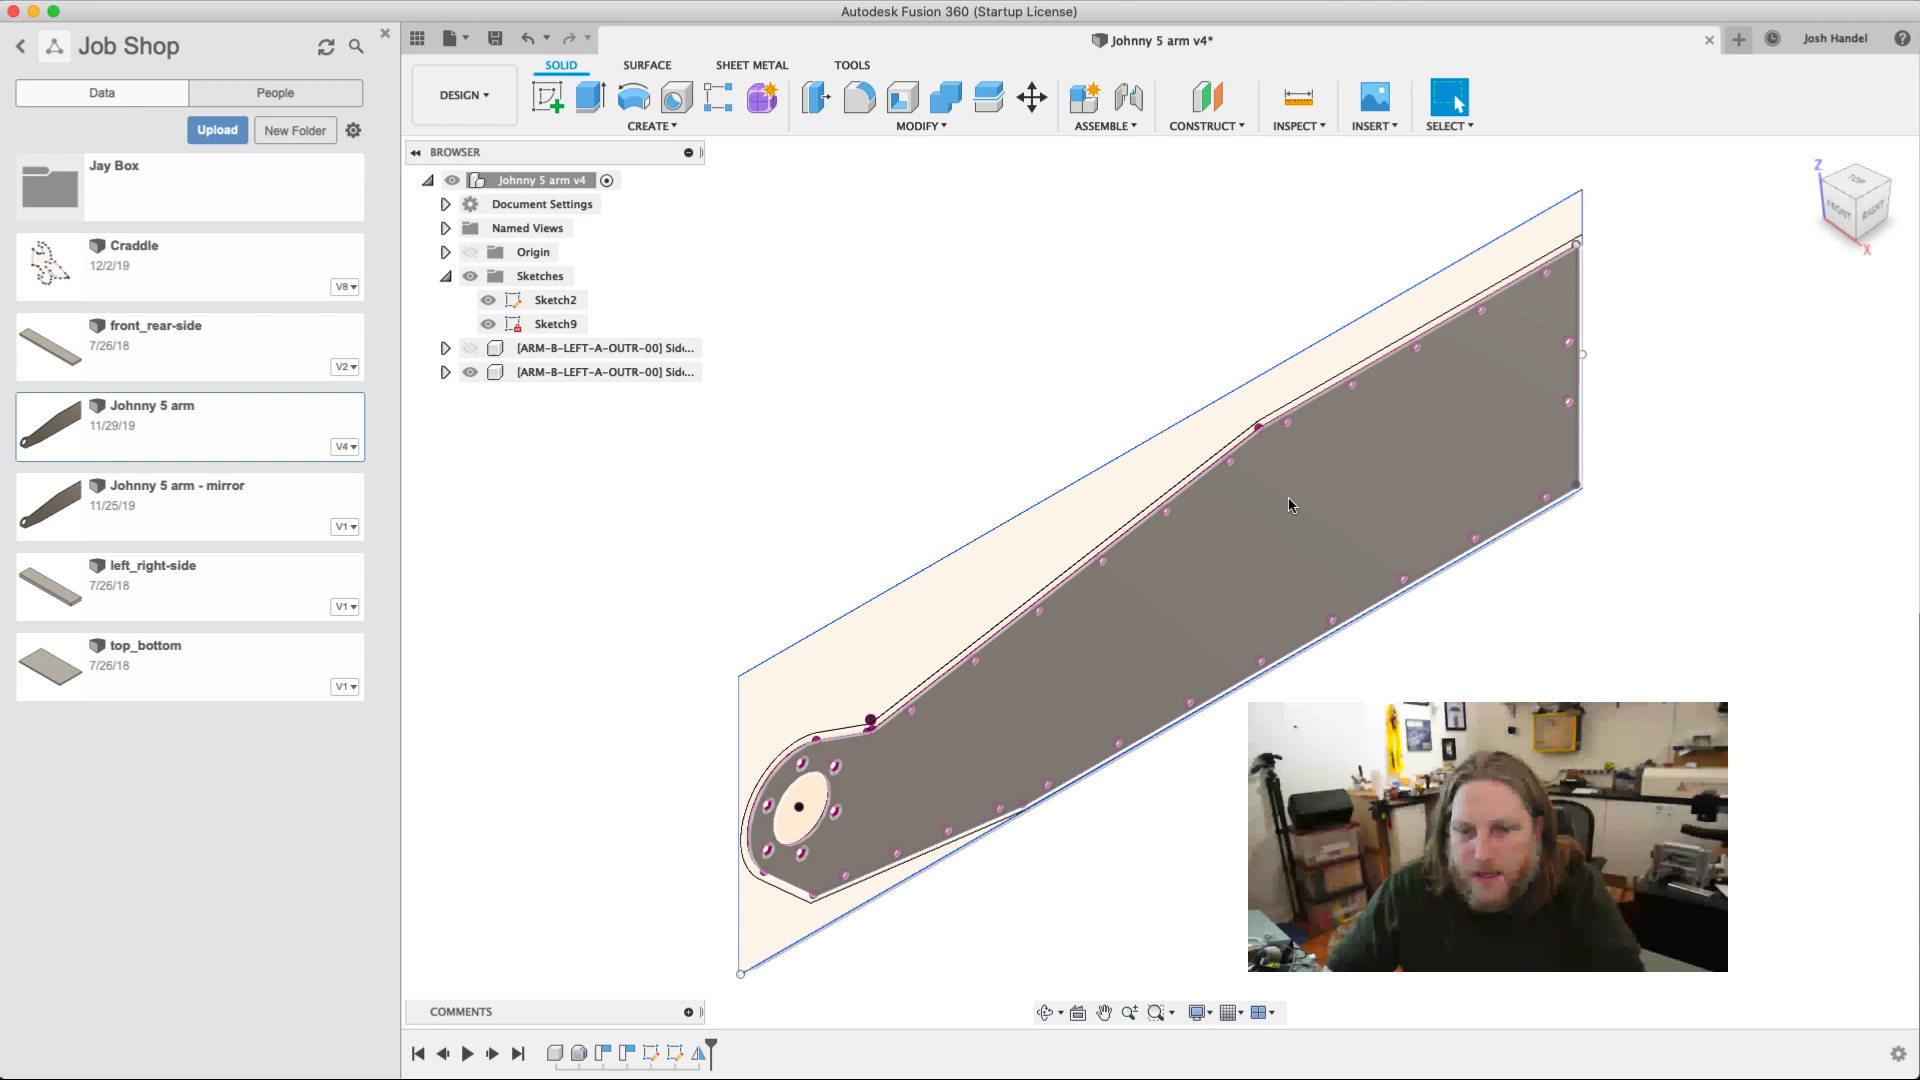 Autodesk Fusion 360 (Startup License)
Job Shop
Johnny 5 arm v4*
Josh Handel
Data
People
Upload
New Folder
Jay Box
Craddle
12/2/19
V8
front_rear-side
7/26/18
V2
Johnny 5 arm
11/29/19
V4
Johnny 5 arm - mirror
11/25/19
V1
left_right-side
7/26/18
V1
top_bottom
7/26/18
V1
SOLID
SURFACE
SHEET METAL
TOOLS
DESIGN
CREATE
MODIFY
ASSEMBLE
CONSTRUCT
INSPECT
INSERT
SELECT
BROWSER
Johnny 5 arm v4
Document Settings
Named Views
Origin
Sketches
Sketch2
Sketch9
[ARM-B-LEFT-A-OUTR-00] Sid...
[ARM-B-LEFT-A-OUTR-00] Sid...
Z
TOP
FRONT
RIGHT
X
COMMENTS